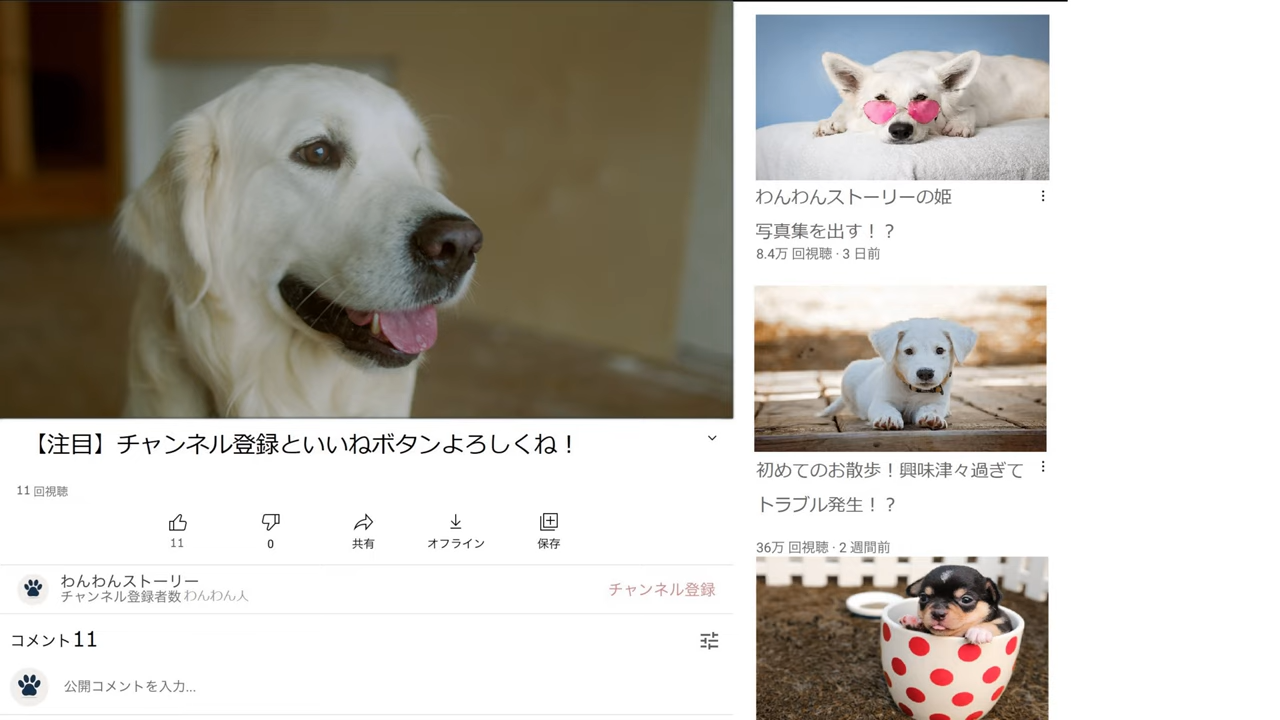 【注目】チャンネル登録といいねボタンよろしくね！
11 回視聴
11
0
共有
オフライン
保存
わんわんストーリー
チャンネル登録者数 わんわん人
チャンネル登録
コメント11
公開コメントを入力...
わんわんストーリーの姫
写真集を出す！？
8.4万 回視聴 · 3 日前
初めてのお散歩！興味津々過ぎて
トラブル発生！？
36万 回視聴 · 2 週間前